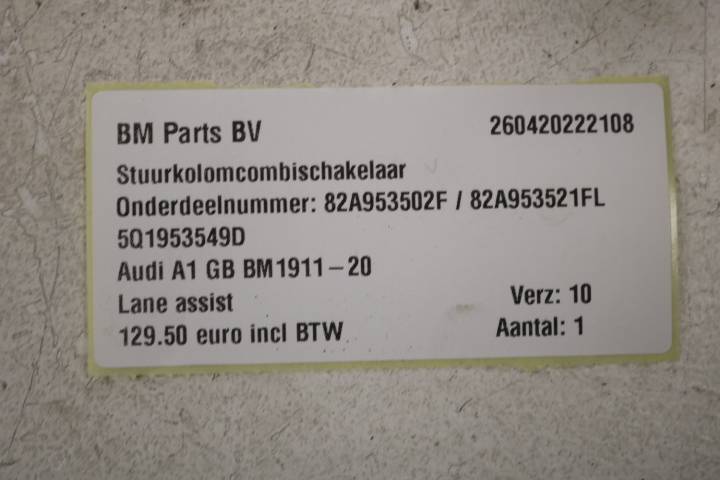 BM Parts BV 260420222108
Stuurkolomcombischakelaar
Onderdeelnummer: 82A953502F / 82A953521FL
5Q1953549D
Audi A1 GB BM1911-20
Lane assist Verz: 10
129.50 euro incl BTW Aantal: 1